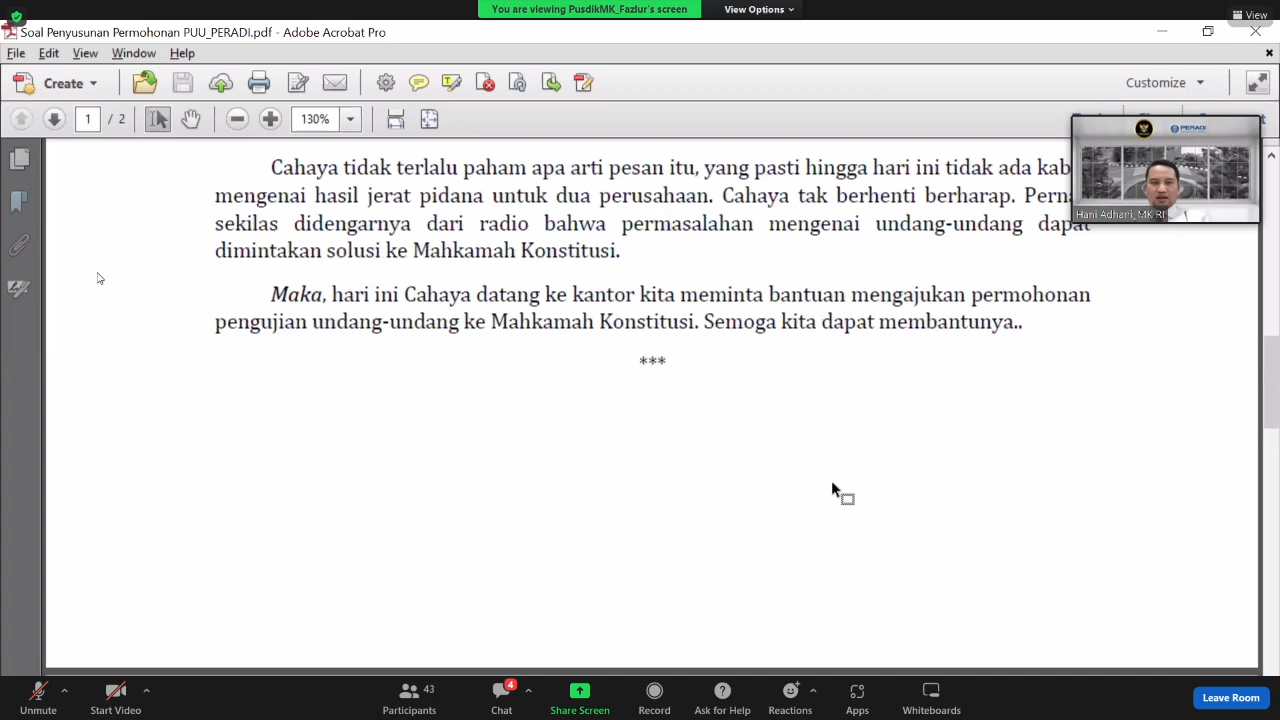 You are viewing PusdikMK_Fazlur's screen
View Options
View
Soal Penyusunan Permohonan PUU_PERADI.pdf - Adobe Acrobat Pro
File Edit View Window Help
Create
Customize
1 / 2
130%
PERADI
Hani Adhani_MK RI
Cahaya tidak terlalu paham apa arti pesan itu, yang pasti hingga hari ini tidak ada
mengenai hasil jerat pidana untuk dua perusahaan. Cahaya tak berhenti berharap.
sekilas didengarnya dari radio bahwa permasalahan mengenai undang-undang dapat
dimintakan solusi ke Mahkamah Konstitusi.
Maka, hari ini Cahaya datang ke kantor kita meminta bantuan mengajukan permohonan
pengujian undang-undang ke Mahkamah Konstitusi. Semoga kita dapat membantunya..
***
43
4
Unmute
Start Video
Participants
Chat
Share Screen
Record
Ask for Help
Reactions
Apps
Whiteboards
Leave Room